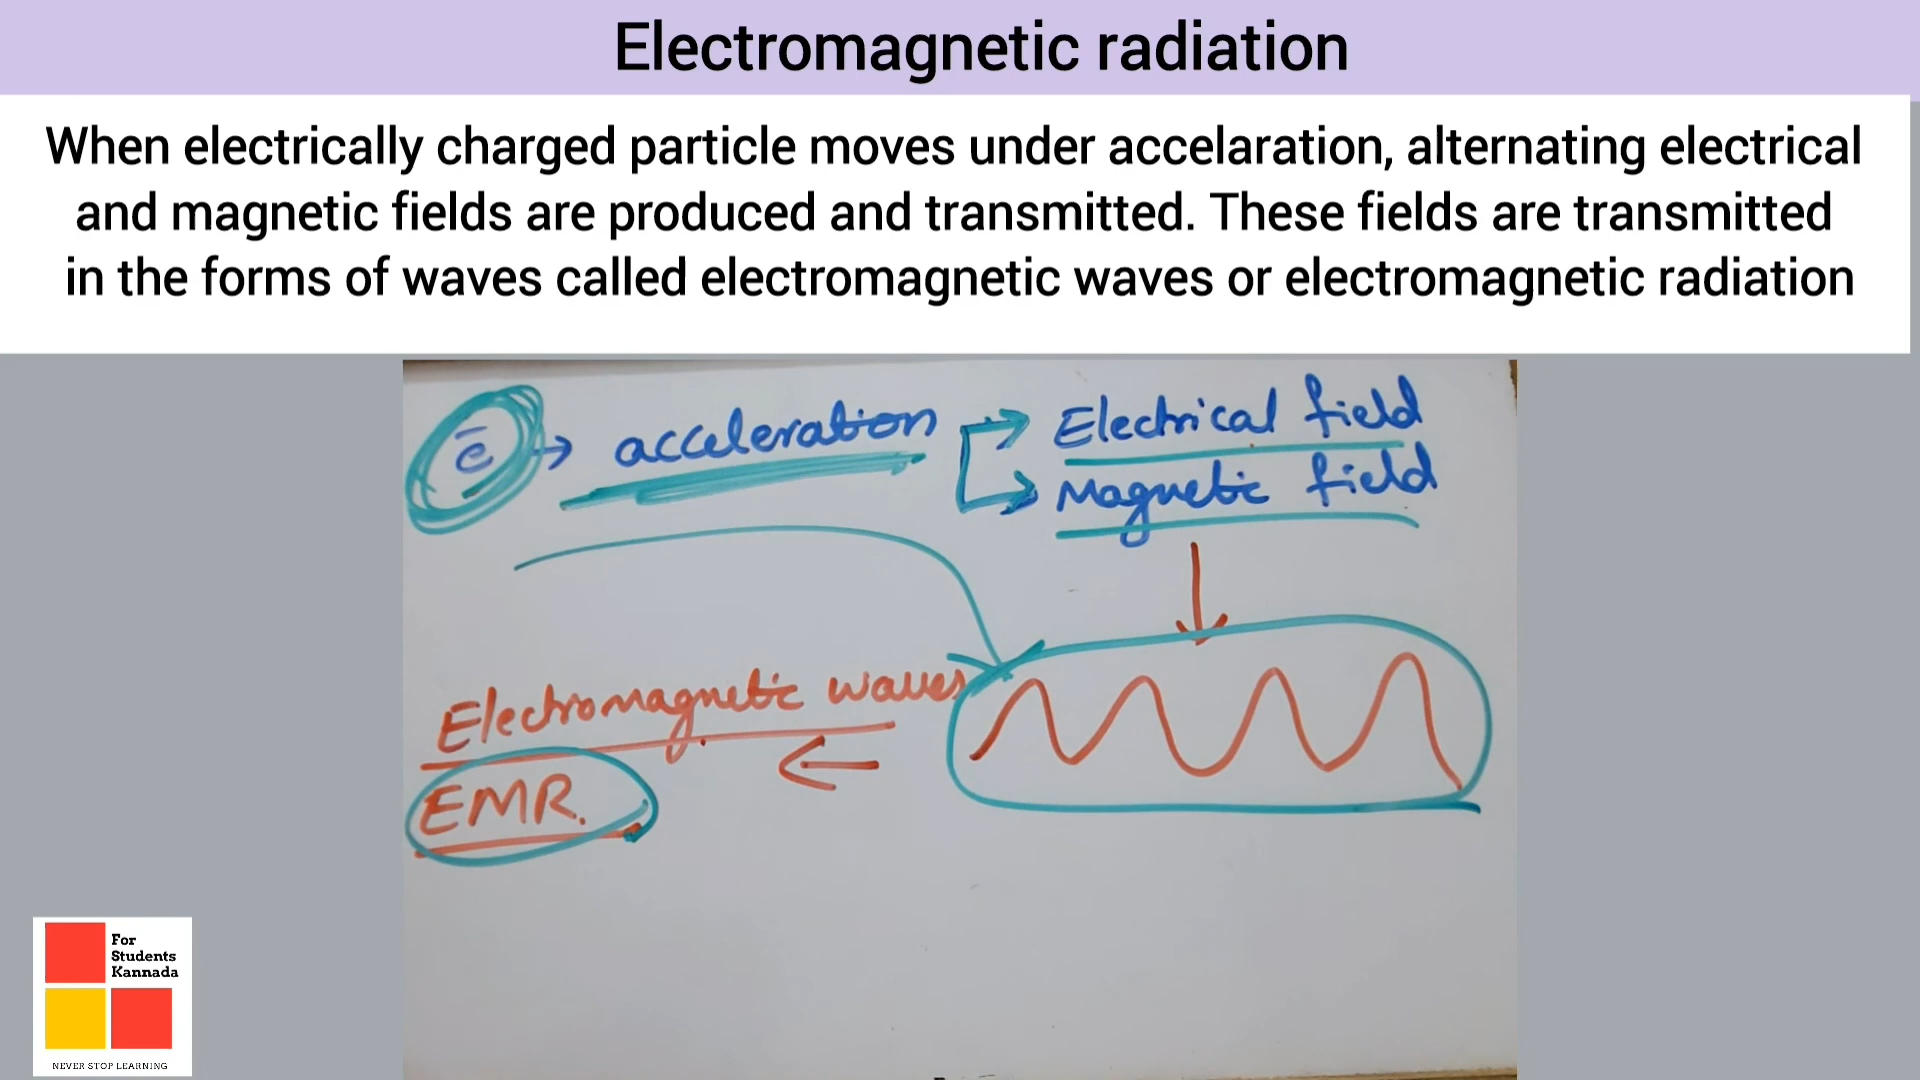 Electromagnetic radiation
When electrically charged particle moves under accelaration, alternating electrical
and magnetic fields are produced and transmitted. These fields are transmitted
in the forms of waves called electromagnetic waves or electromagnetic radiation
e̅ → acceleration
Electrical field
Magnetic field
Electromagnetic waves
EMR.
For
Students
Kannada
NEVER STOP LEARNING